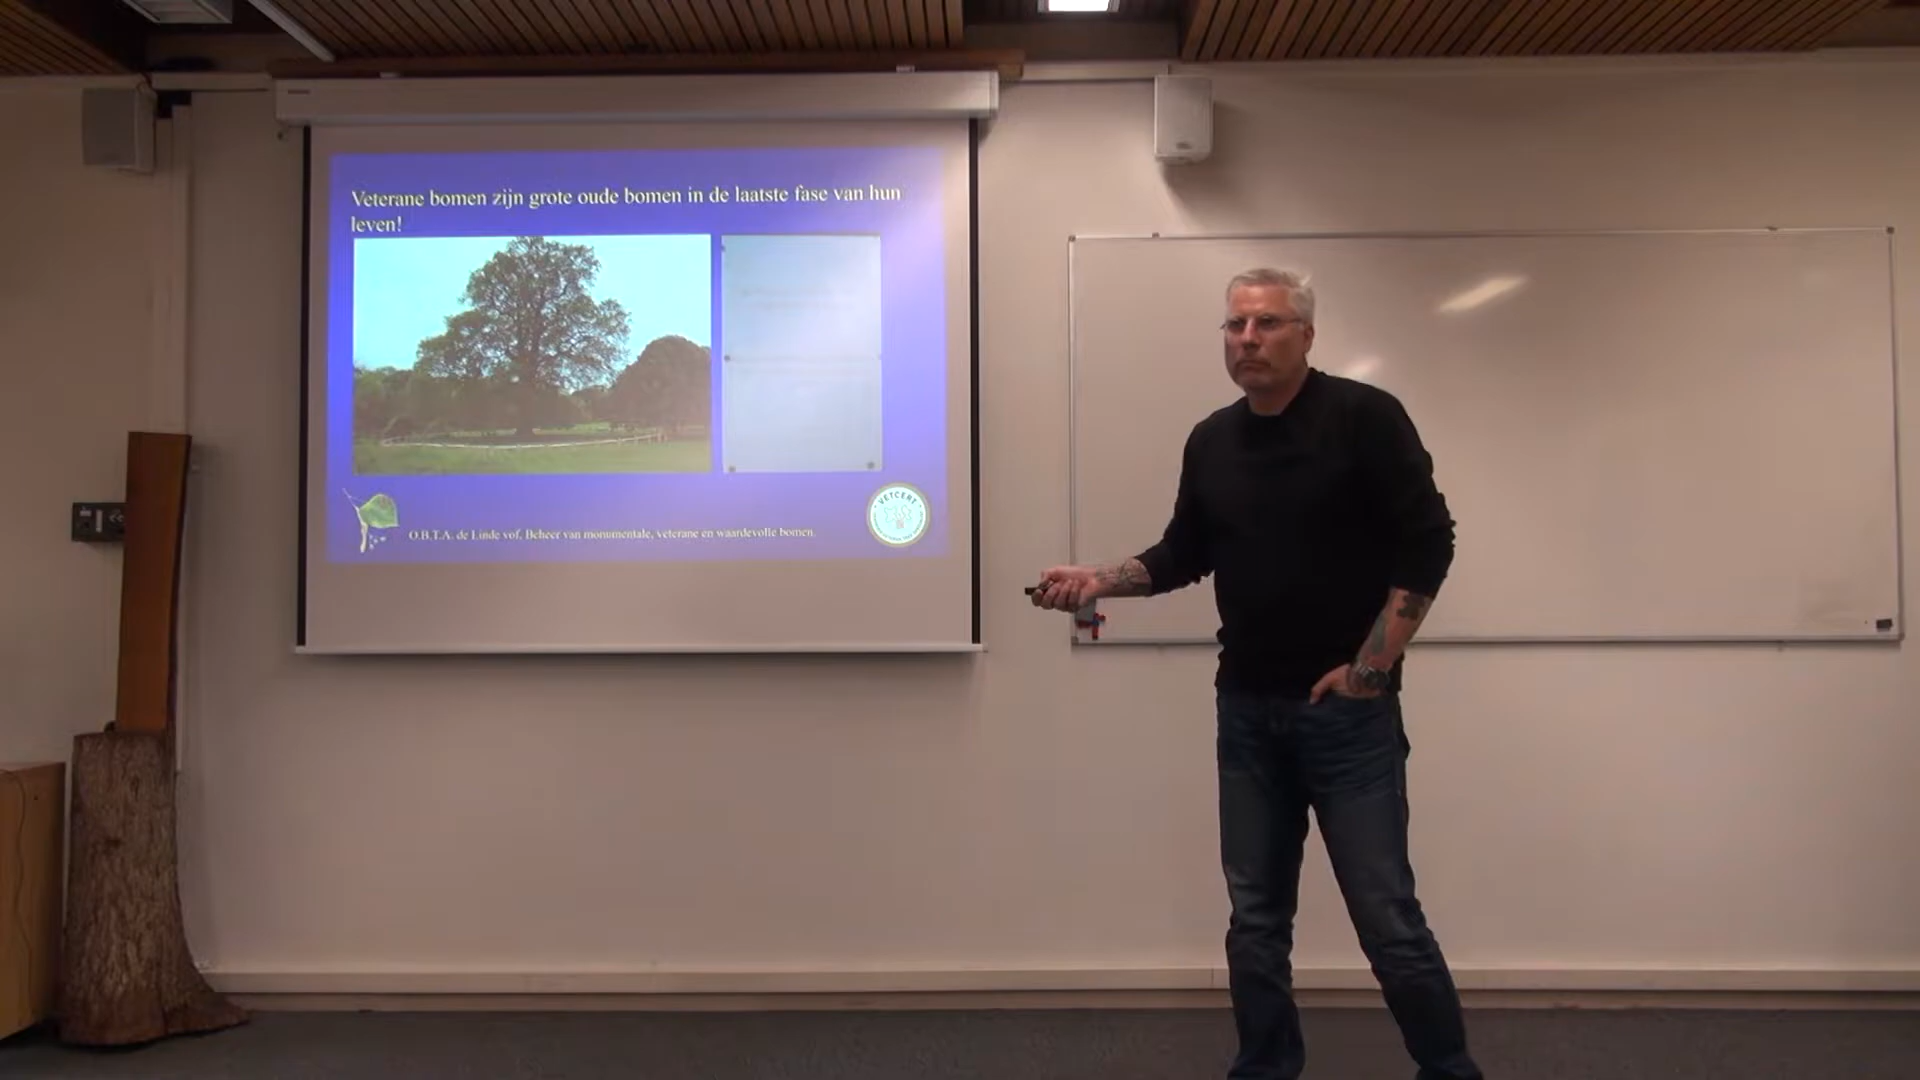 Veterane bomen zijn grote oude bomen in de laatste fase van hun
leven!
VETCERT
O.B.T.A. de Linde vof, Beheer van monumentale, veterane en waardevolle bomen.